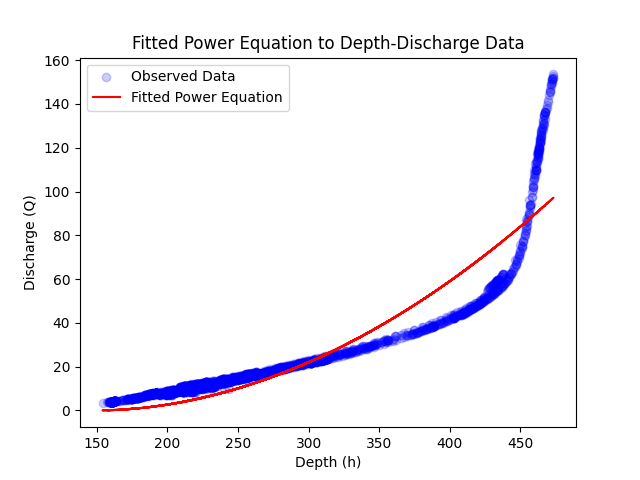 Fitted Power Equation to Depth-Discharge Data
Observed Data
Fitted Power Equation
Discharge (Q)
160
140
120
100
80
60
40
20
0
150 200 250 300 350 400 450
Depth (h)